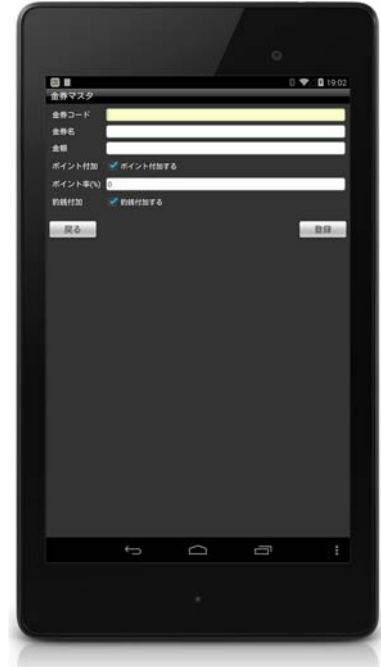 19:02
金券マスタ
金券コード
金券名
金額
ポイント付加 ポイント付加する
ポイント率(%) 0
釣銭付加 釣銭付加する
戻る 登録